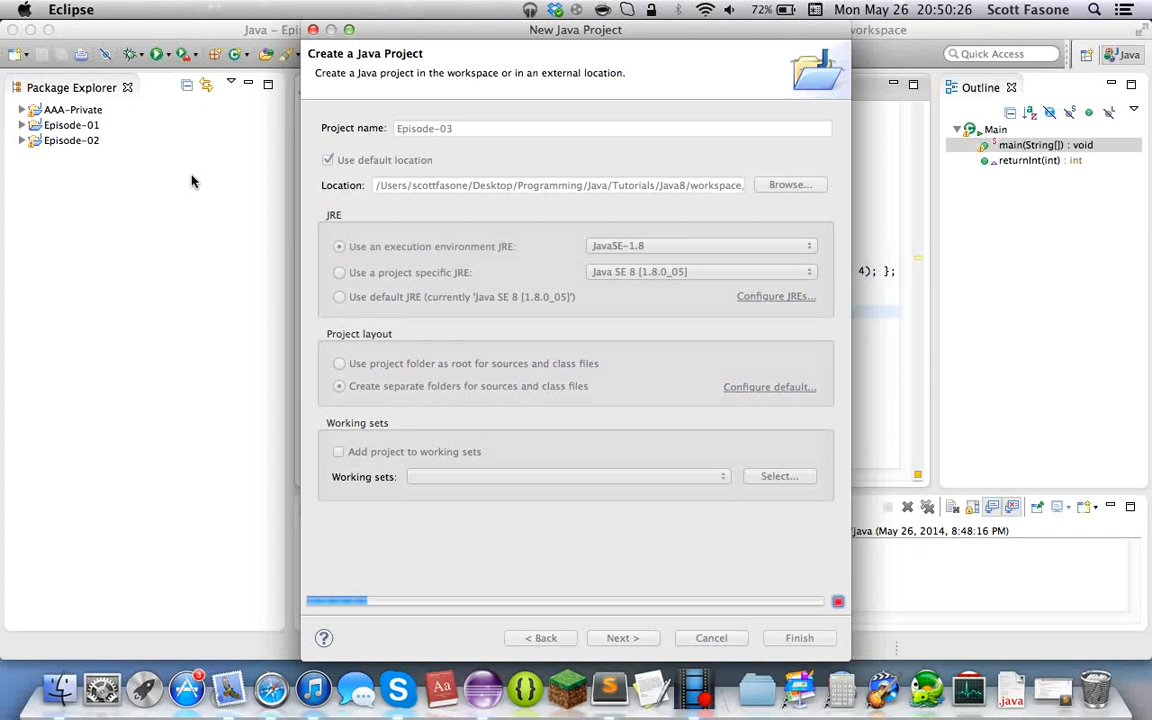 Eclipse
72%
Mon May 26 20:50:26
Scott Fasone
Java – Epi
New Java Project
kspace
Quick Access
Java
Package Explorer
AAA-Private
Episode-01
Episode-02
Create a Java Project
Create a Java project in the workspace or in an external location.
Project name:
Episode-03
Use default location
Location:
/Users/scottfasone/Desktop/Programming/Java/Tutorials/Java8/workspace,
Browse...
JRE
Use an execution environment JRE:
JavaSE-1.8
Use a project specific JRE:
Java SE 8 [1.8.0_05]
Use default JRE (currently 'Java SE 8 [1.8.0_05]')
Configure JREs...
Project layout
Use project folder as root for sources and class files
Create separate folders for sources and class files
Configure default...
Working sets
Add project to working sets
Working sets:
Select...
?
< Back
Next >
Cancel
Finish
4); };
Outline
Main
main(String[]) : void
returnInt(int) : int
java (May 26, 2014, 8:48:16 PM)
3
Aa
S
.java